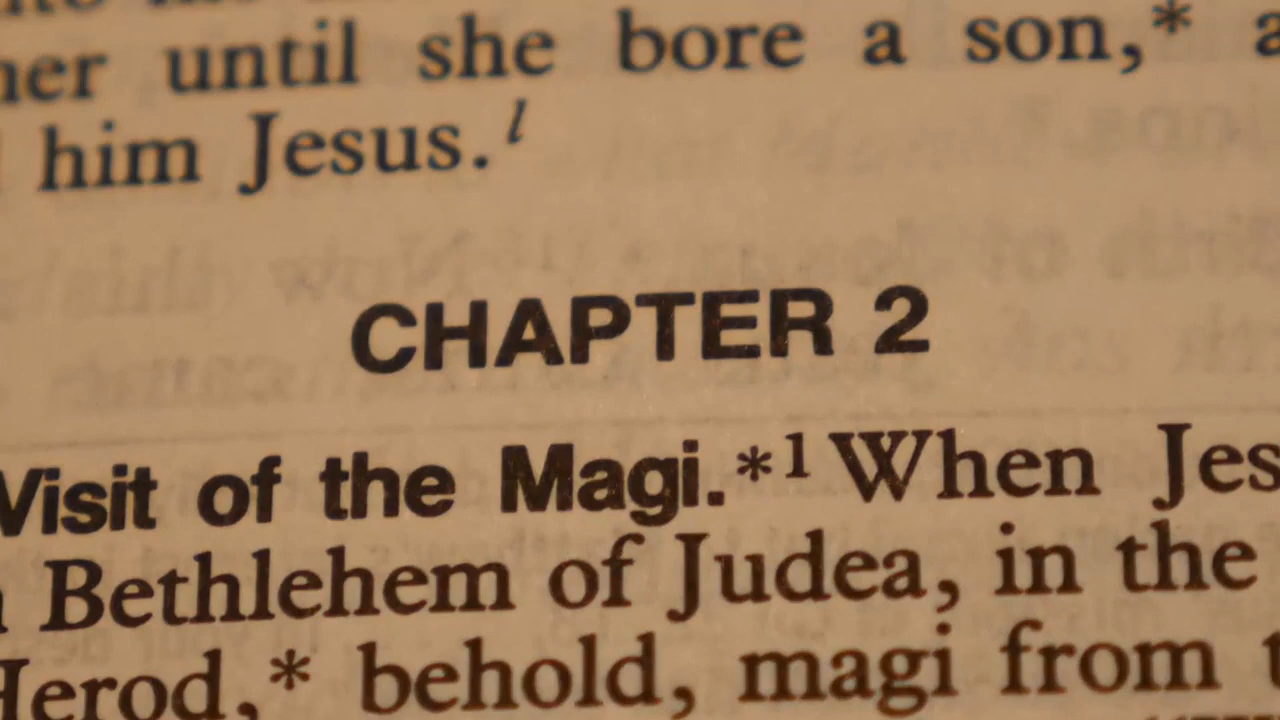 her until she bore a son,*
him Jesus.l
CHAPTER 2
Visit of the Magi.*1 When Jes
Bethlehem of Judea, in the
Herod,* behold, magi from t